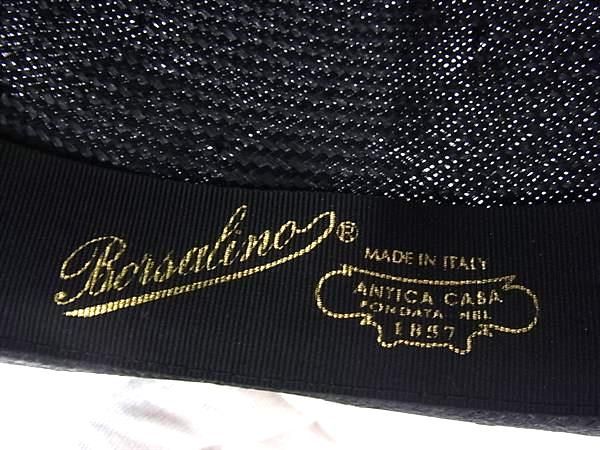 Borsalino®
MADE IN ITALY
ANTICA CASA
FONDATA NEL
1857